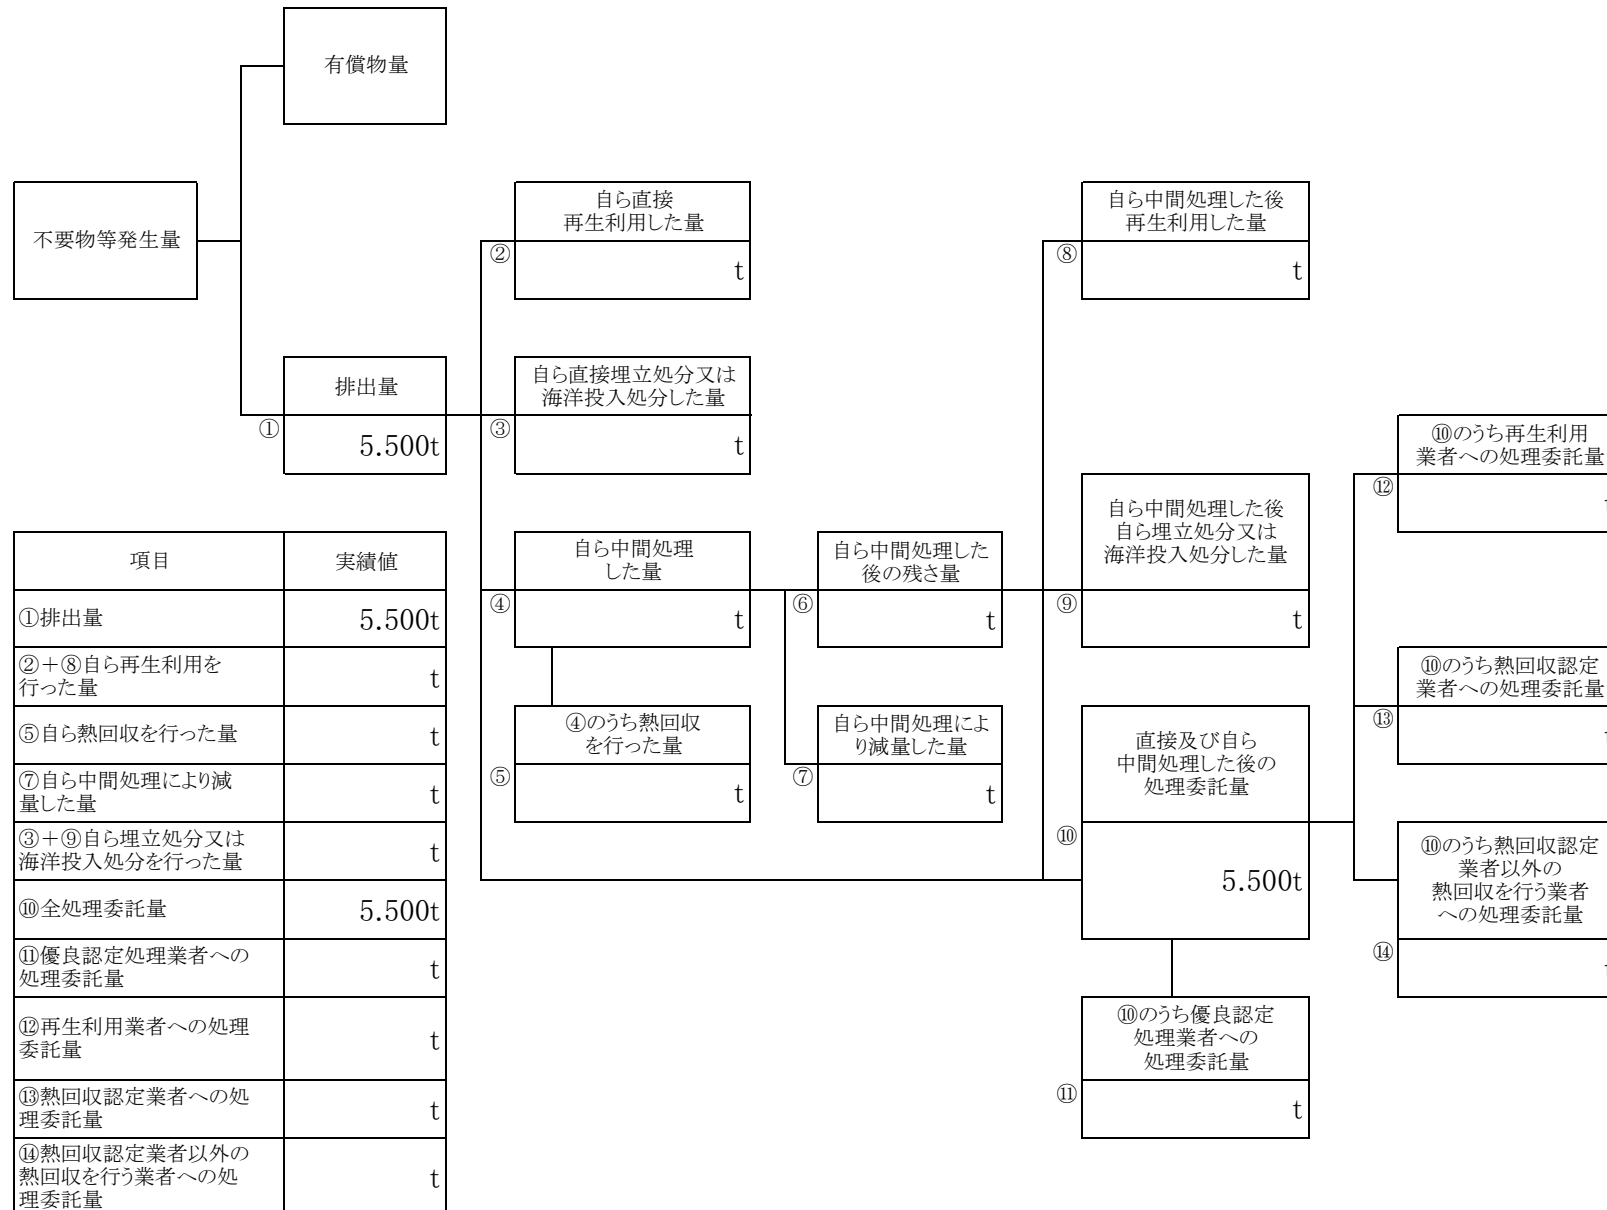 有償物量
不要物等発生量
自ら直接
再生利用した量
②
t
自ら中間処理した後
再生利用した量
⑧
t
排出量
①
5.500t
自ら直接埋立処分又は
海洋投入処分した量
③
t
⑩のうち再生利用
業者への処理委託量
⑫
自ら中間処理した後
自ら埋立処分又は
海洋投入処分した量
⑨
t
自ら中間処理
した量
④
t
自ら中間処理した
後の残さ量
⑥
t
⑩のうち熱回収認定
業者への処理委託量
⑬
④のうち熱回収
を行った量
⑤
t
自ら中間処理によ
り減量した量
⑦
t
直接及び自ら
中間処理した後の
処理委託量
⑩
5.500t
⑩のうち熱回収認定
業者以外の
熱回収を行う業者
への処理委託量
⑭
⑩のうち優良認定
処理業者への
処理委託量
⑪
t
項目
実績値
①排出量
5.500t
②＋⑧自ら再生利用を
行った量
t
⑤自ら熱回収を行った量
t
⑦自ら中間処理により減
量した量
t
③＋⑨自ら埋立処分又は
海洋投入処分を行った量
t
⑩全処理委託量
5.500t
⑪優良認定処理業者への
処理委託量
t
⑫再生利用業者への処理
委託量
t
⑬熱回収認定業者への処
理委託量
t
⑭熱回収認定業者以外の
熱回収を行う業者への処
理委託量
t